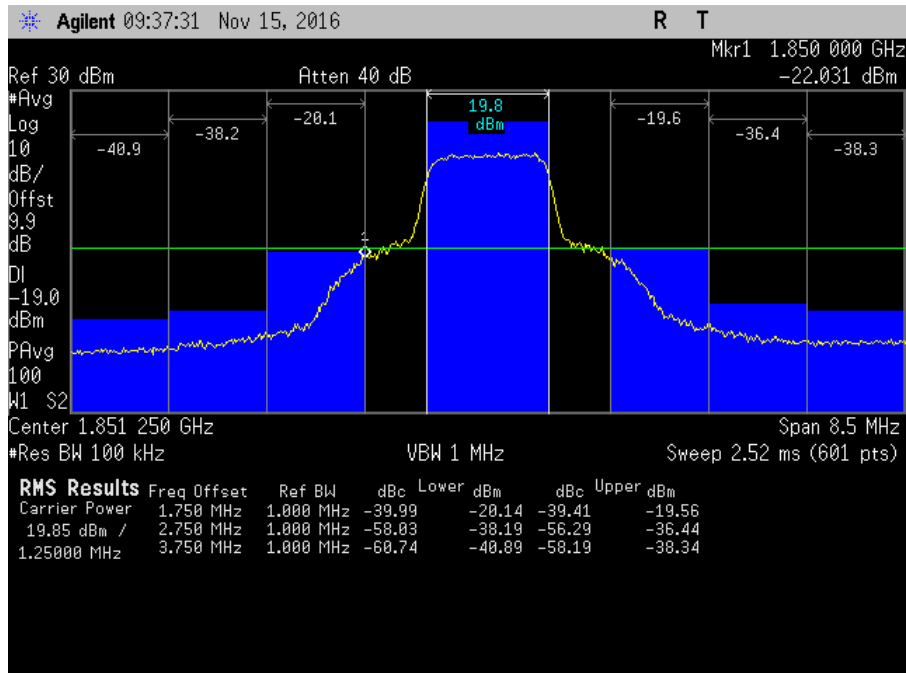 Agilent 09:37:31 Nov 15, 2016 R T
Mkr1 1.850 000 GHz
Ref 30 dBm Atten 40 dB -22.031 dBm
#Avg
Log
10
dB/
Offst
9.9
dB
DI
-19.0
dBm
PAvg
100
W1 S2
-40.9 -38.2 -20.1 19.8 dBm -19.6 -36.4 -38.3
1
Center 1.851 250 GHz Span 8.5 MHz
#Res BW 100 kHz VBW 1 MHz Sweep 2.52 ms (601 pts)
RMS Results Freq Offset Ref BW dBc Lower dBm dBc Upper dBm
Carrier Power 1.750 MHz 1.000 MHz -39.99 -20.14 -39.41 -19.56
19.85 dBm / 2.750 MHz 1.000 MHz -58.03 -38.19 -56.29 -36.44
1.25000 MHz 3.750 MHz 1.000 MHz -60.74 -40.89 -58.19 -38.34